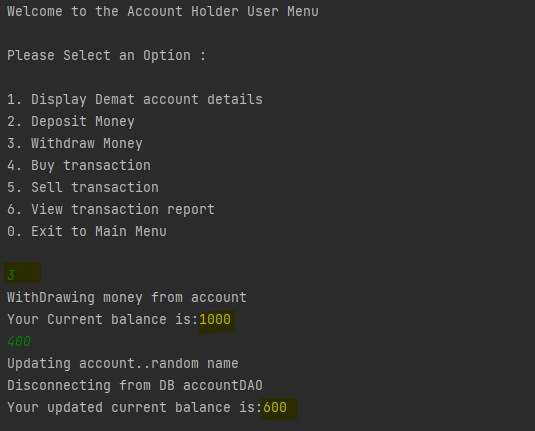 Welcome to the Account Holder User Menu
Please Select an Option :
1. Display Demat account details
2. Deposit Money
3. Withdraw Money
4. Buy transaction
5. Sell transaction
6. View transaction report
0. Exit to Main Menu
3
WithDrawing money from account
Your Current balance is:1000
400
Updating account..random name
Disconnecting from DB accountDAO
Your updated current balance is:600